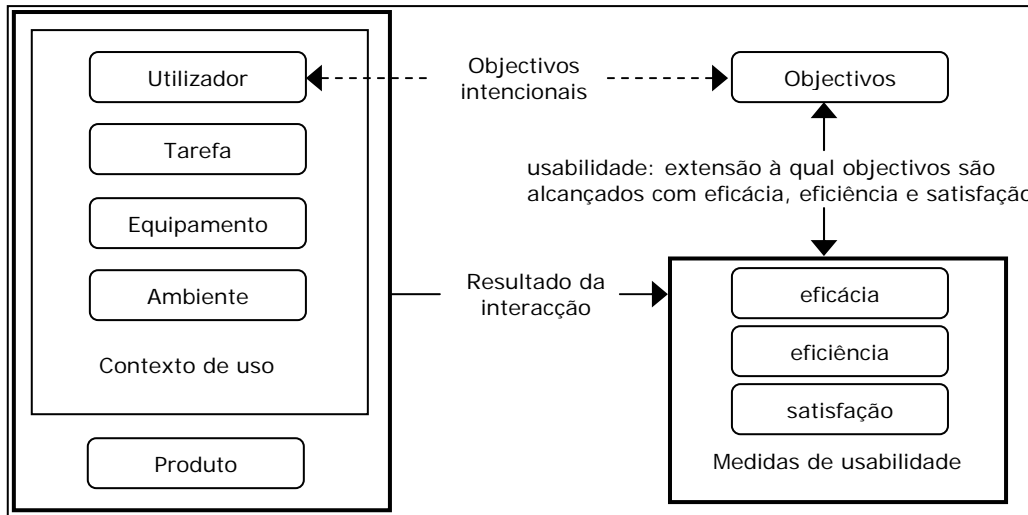 Utilizador
Tarefa
Equipamento
Ambiente
Contexto de uso
Produto
Objectivos
intencionais
Resultado da
interacção
Objectivos
usabilidade: extensão à qual objectivos são
alcançados com eficácia, eficiência e satisfação
eficácia
eficiência
satisfação
Medidas de usabilidade